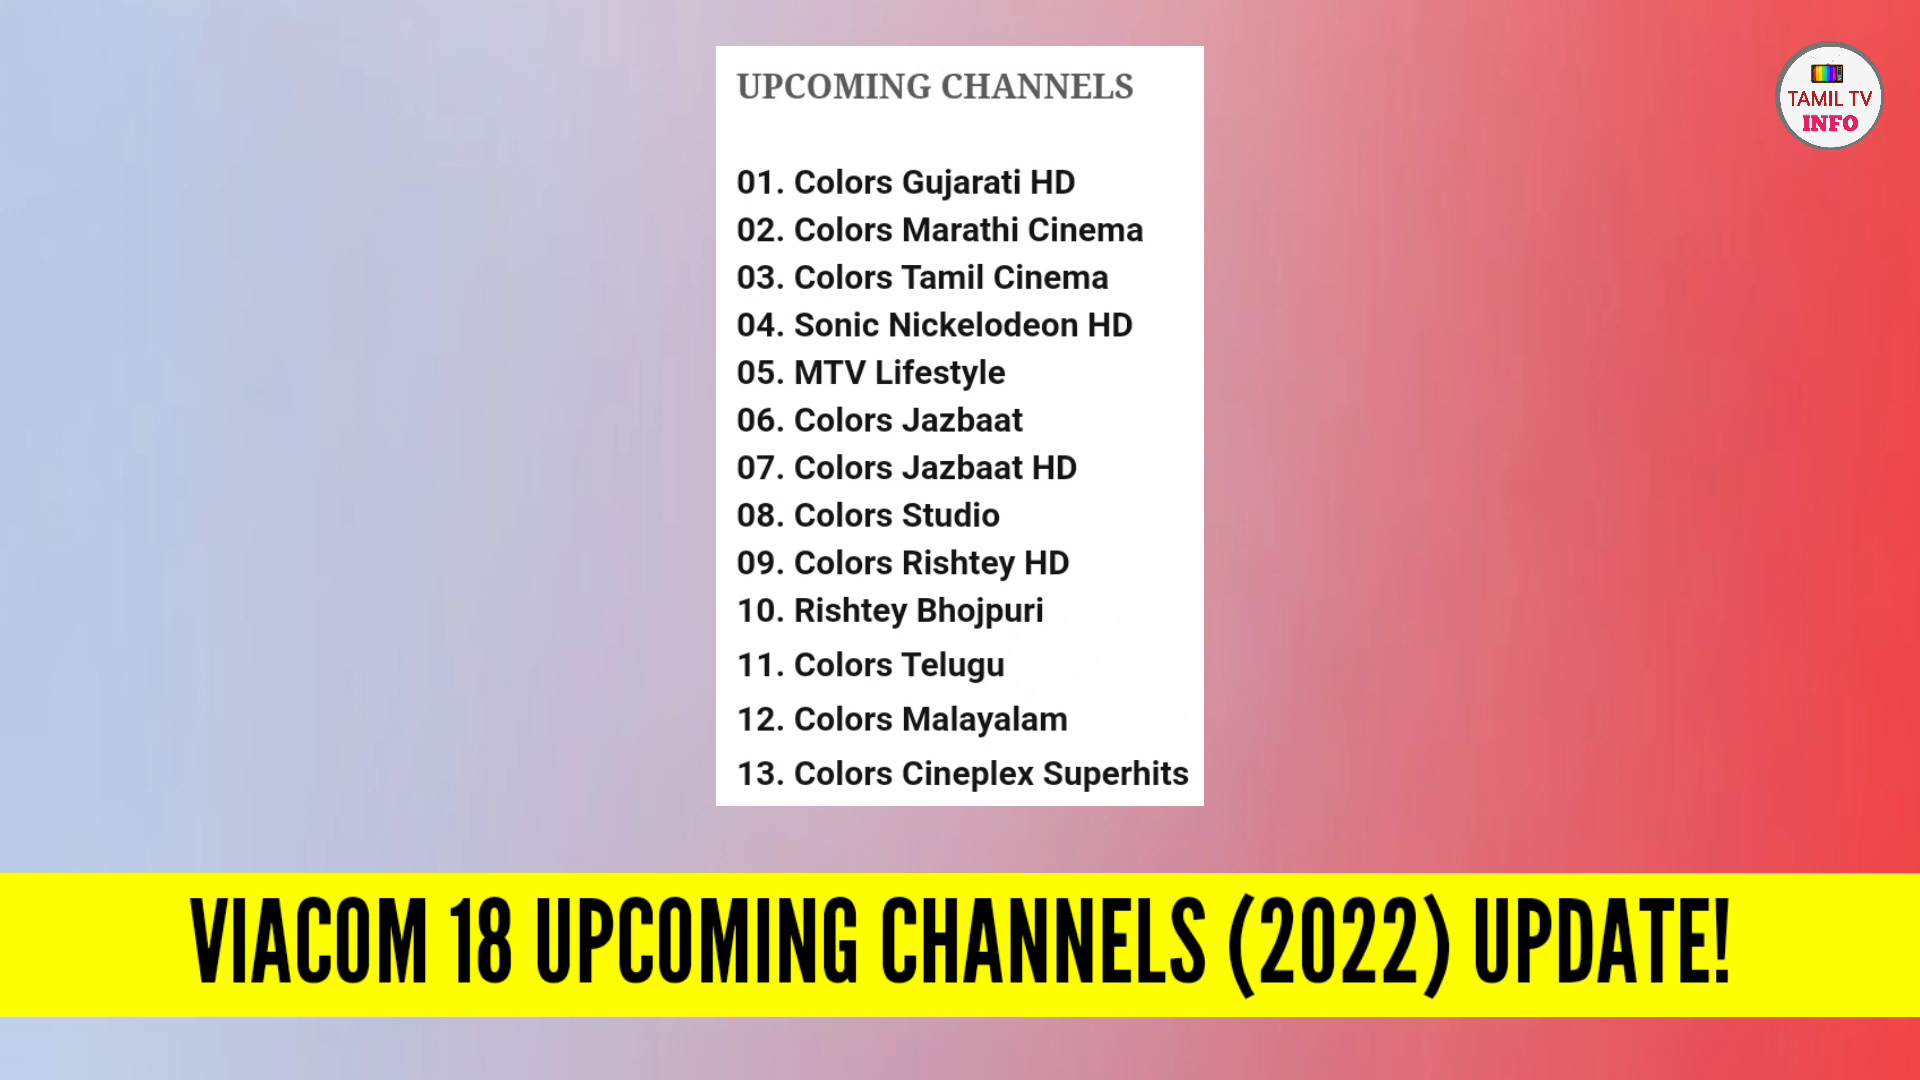 UPCOMING CHANNELS
01. Colors Gujarati HD
02. Colors Marathi Cinema
03. Colors Tamil Cinema
04. Sonic Nickelodeon HD
05. MTV Lifestyle
06. Colors Jazbaat
07. Colors Jazbaat HD
08. Colors Studio
09. Colors Rishtey HD
10. Rishtey Bhojpuri
11. Colors Telugu
12. Colors Malayalam
13. Colors Cineplex Superhits
TAMIL TV
INFO
VIACOM 18 UPCOMING CHANNELS (2022) UPDATE!